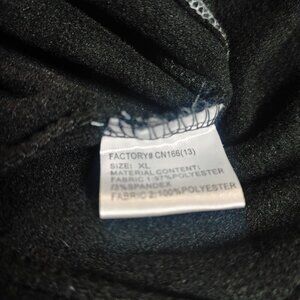 FACTORY# CN166(13)
SIZE: XL
MATERIAL CONTENT:
FABRIC 1:97%POLYESTER
/3%SPANDEX
FABRIC 2:100%POLYESTER